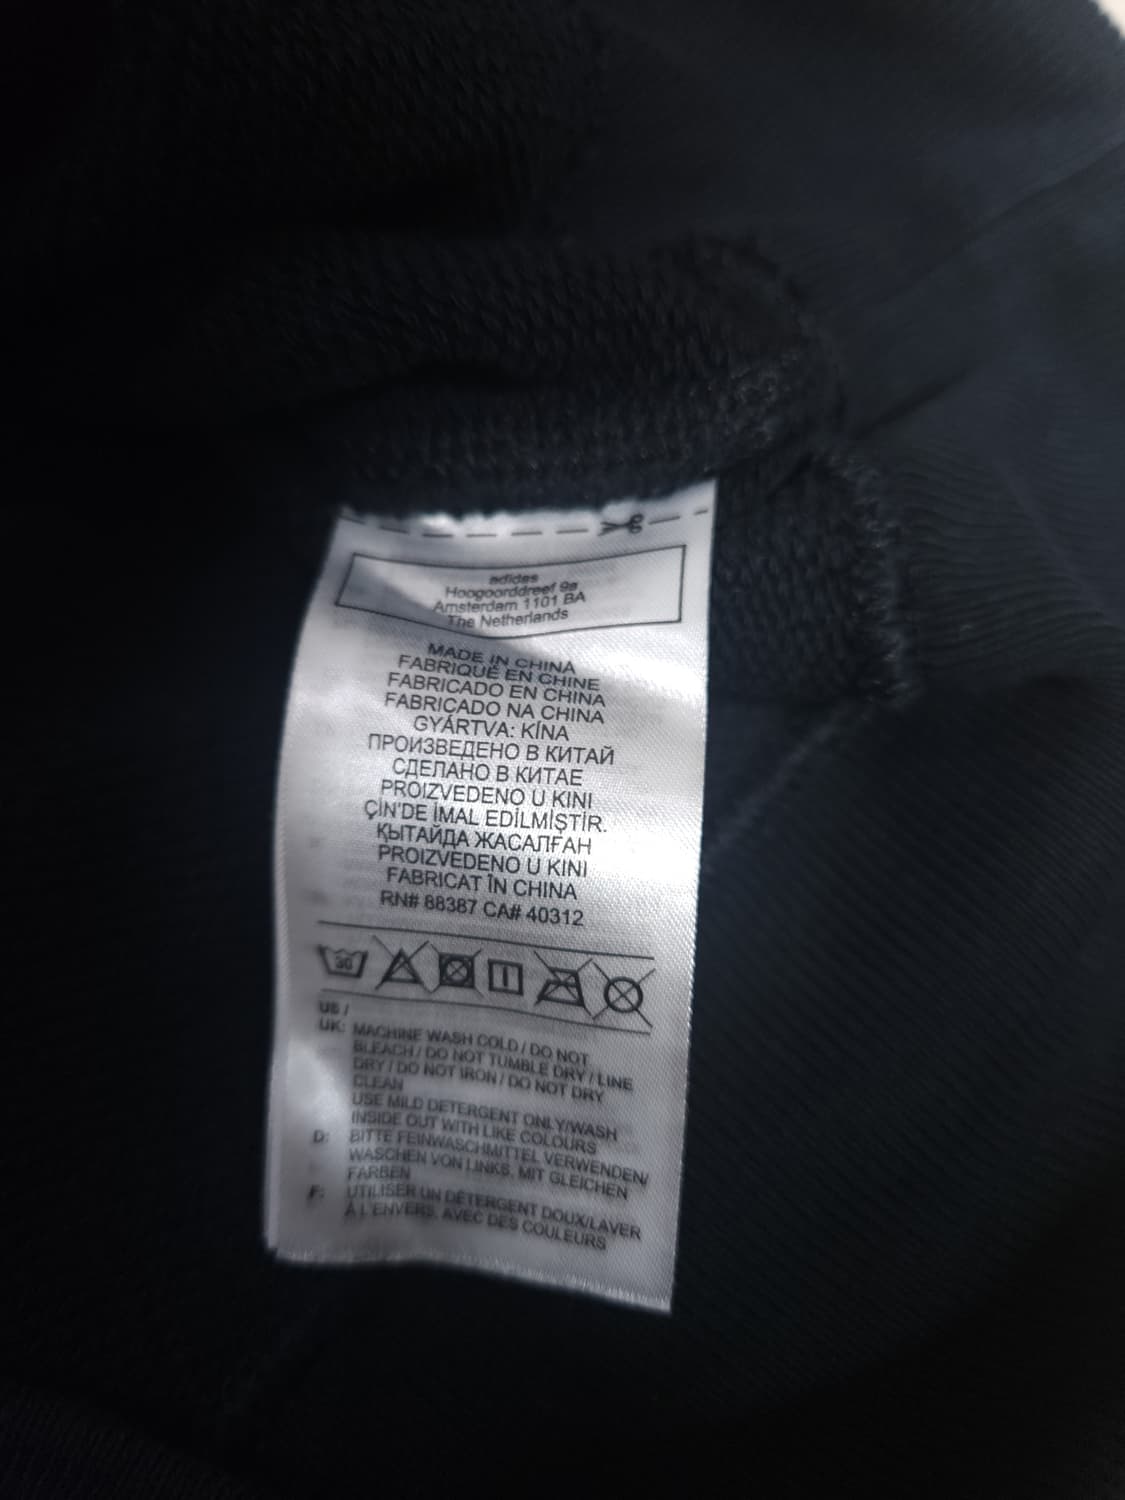 adidas
Hoogoorddreef 9a
Amsterdam 1101 BA
The Netherlands
MADE IN CHINA
FABRIQUÉ EN CHINE
FABRICADO EN CHINA
FABRICADO NA CHINA
GYÁRTVA: KÍNA
ПРОИЗВЕДЕНО В КИТАЙ
СДЕЛАНО В КИТАЕ
PROIZVEDENO U KINI
ÇİN'DE İMAL EDİLMİŞTİR.
ҚЫТАЙДА ЖАСАЛҒАН
PROIZVEDENO U KINI
FABRICAT ÎN CHINA
RN# 88387 CA# 40312
30
US /
UK: MACHINE WASH COLD / DO NOT
BLEACH / DO NOT TUMBLE DRY / LINE
DRY / DO NOT IRON / DO NOT DRY
CLEAN
USE MILD DETERGENT ONLY/WASH
INSIDE OUT WITH LIKE COLOURS
D: BITTE FEINWASCHMITTEL VERWENDEN/
WASCHEN VON LINKS, MIT GLEICHEN
FARBEN
F: UTILISER UN DÉTERGENT DOUX/LAVER
À L'ENVERS, AVEC DES COULEURS